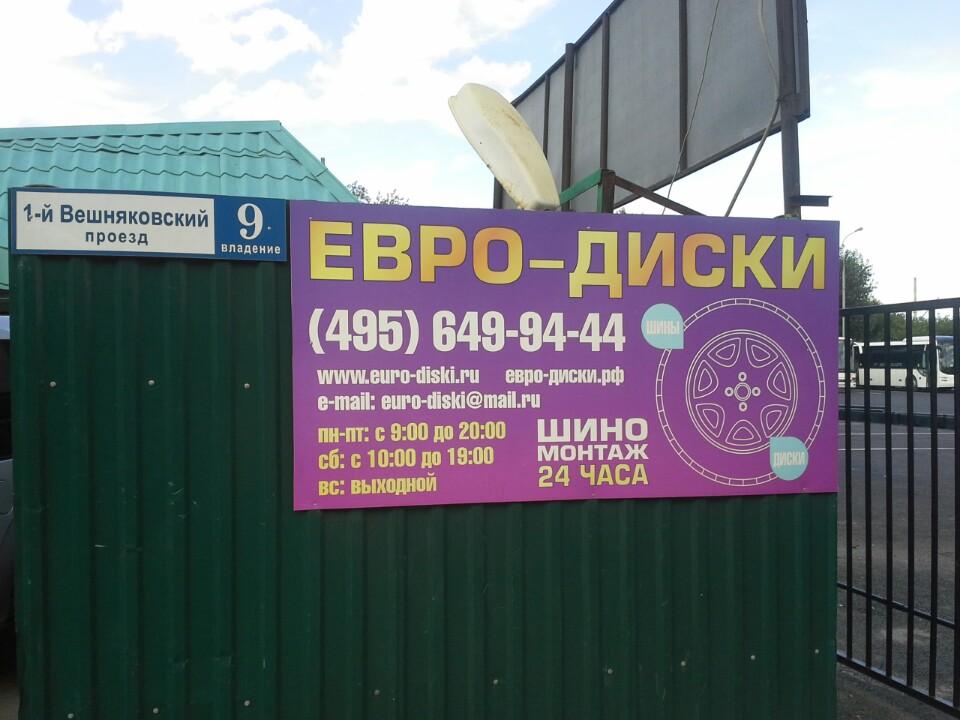 1-й Вешняковский
проезд
9
владение
ЕВРО-ДИСКИ
(495) 649-94-44
www.euro-diski.ru евро-диски.рф
e-mail: euro-diski@mail.ru
пн-пт: с 9:00 до 20:00
сб: с 10:00 до 19:00
вс: выходной
ШИНО
МОНТАЖ
24 ЧАСА
ШИНЫ
ДИСКИ